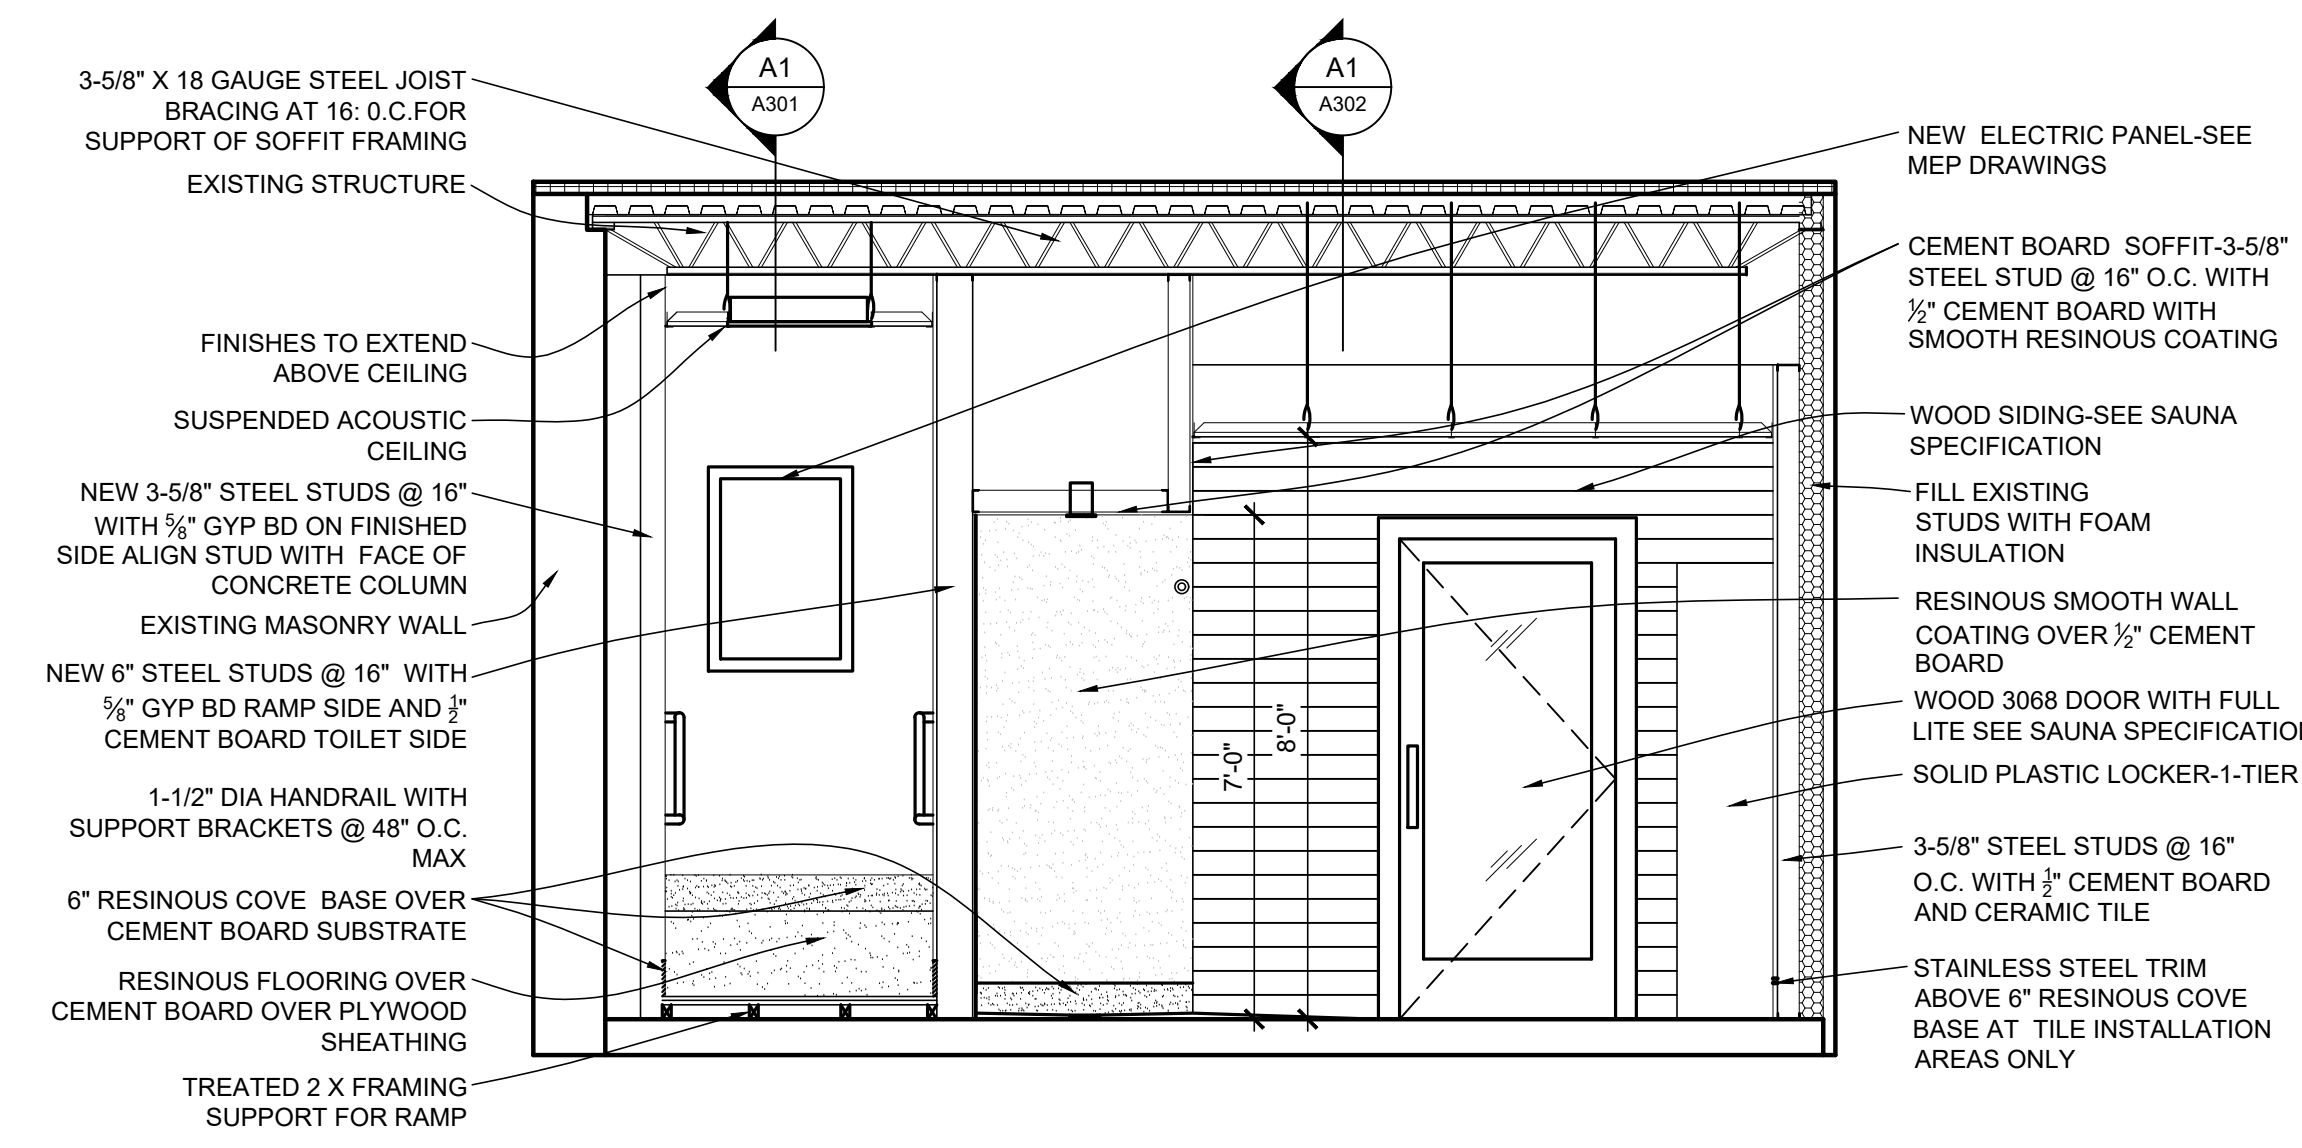 A1
A301
A1
A302
3-5/8" X 18 GAUGE STEEL JOIST
BRACING AT 16: 0.C.FOR
SUPPORT OF SOFFIT FRAMING
EXISTING STRUCTURE
FINISHES TO EXTEND
ABOVE CEILING
SUSPENDED ACOUSTIC
CEILING
NEW 3-5/8" STEEL STUDS @ 16"
WITH ⅝" GYP BD ON FINISHED
SIDE ALIGN STUD WITH FACE OF
CONCRETE COLUMN
EXISTING MASONRY WALL
NEW 6" STEEL STUDS @ 16" WITH
⅝" GYP BD RAMP SIDE AND ½"
CEMENT BOARD TOILET SIDE
1-1/2" DIA HANDRAIL WITH
SUPPORT BRACKETS @ 48" O.C.
MAX
6" RESINOUS COVE BASE OVER
CEMENT BOARD SUBSTRATE
RESINOUS FLOORING OVER
CEMENT BOARD OVER PLYWOOD
SHEATHING
TREATED 2 X FRAMING
SUPPORT FOR RAMP
7'-0"
8'-0"
NEW ELECTRIC PANEL-SEE
MEP DRAWINGS
CEMENT BOARD SOFFIT-3-5/8"
STEEL STUD @ 16" O.C. WITH
½" CEMENT BOARD WITH
SMOOTH RESINOUS COATING
WOOD SIDING-SEE SAUNA
SPECIFICATION
FILL EXISTING
STUDS WITH FOAM
INSULATION
RESINOUS SMOOTH WALL
COATING OVER ½" CEMENT
BOARD
WOOD 3068 DOOR WITH FULL
LITE SEE SAUNA SPECIFICATIO
SOLID PLASTIC LOCKER-1-TIER
3-5/8" STEEL STUDS @ 16"
O.C. WITH ½" CEMENT BOARD
AND CERAMIC TILE
STAINLESS STEEL TRIM
ABOVE 6" RESINOUS COVE
BASE AT TILE INSTALLATION
AREAS ONLY